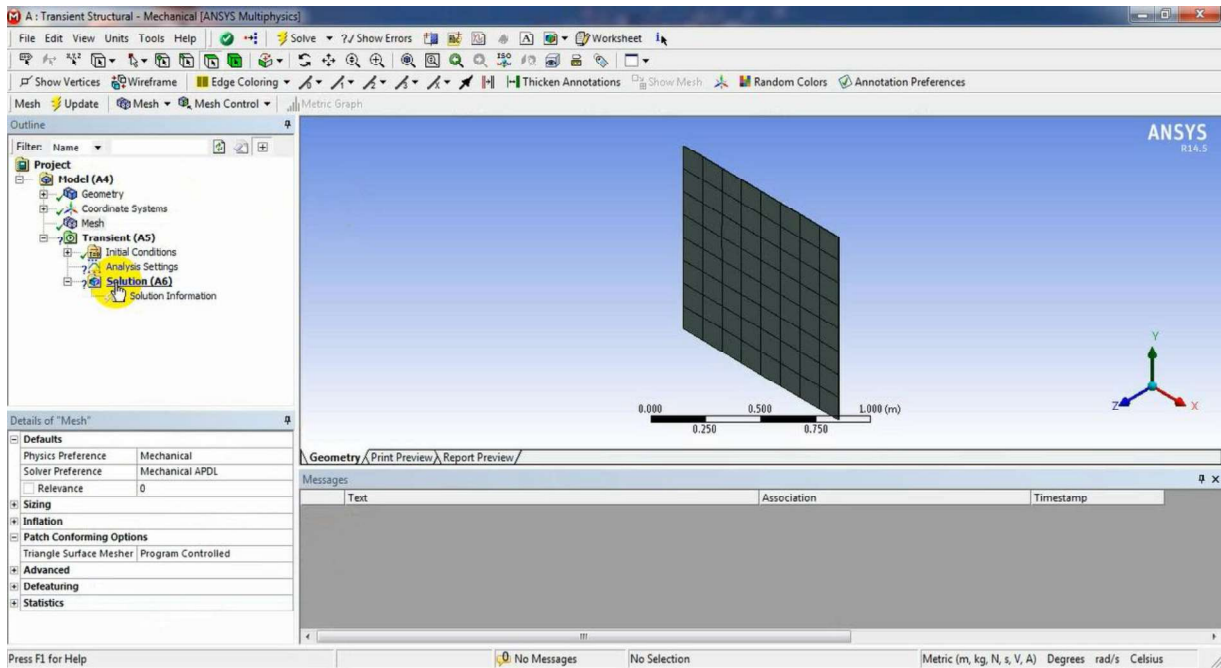 A : Transient Structural - Mechanical [ANSYS Multiphysics]
File Edit View Units Tools Help Solve ?/ Show Errors Worksheet
Show Vertices Wireframe Edge Coloring Thicken Annotations Show Mesh Random Colors Annotation Preferences
Mesh Update Mesh Mesh Control Metric Graph
Outline
Filter: Name
Project
Model (A4)
Geometry
Coordinate Systems
Mesh
Transient (A5)
Initial Conditions
Analysis Settings
Solution (A6)
Solution Information
ANSYS
R14.5
Y
Z
X
0.000 0.500 1.000 (m)
0.250 0.750
Geometry Print Preview Report Preview
Details of "Mesh"
Defaults
Physics Preference Mechanical
Solver Preference Mechanical APDL
Relevance 0
Sizing
Inflation
Patch Conforming Options
Triangle Surface Mesher Program Controlled
Advanced
Defeaturing
Statistics
Messages
Text Association Timestamp
Press F1 for Help 0 No Messages No Selection Metric (m, kg, N, s, V, A) Degrees rad/s Celsius